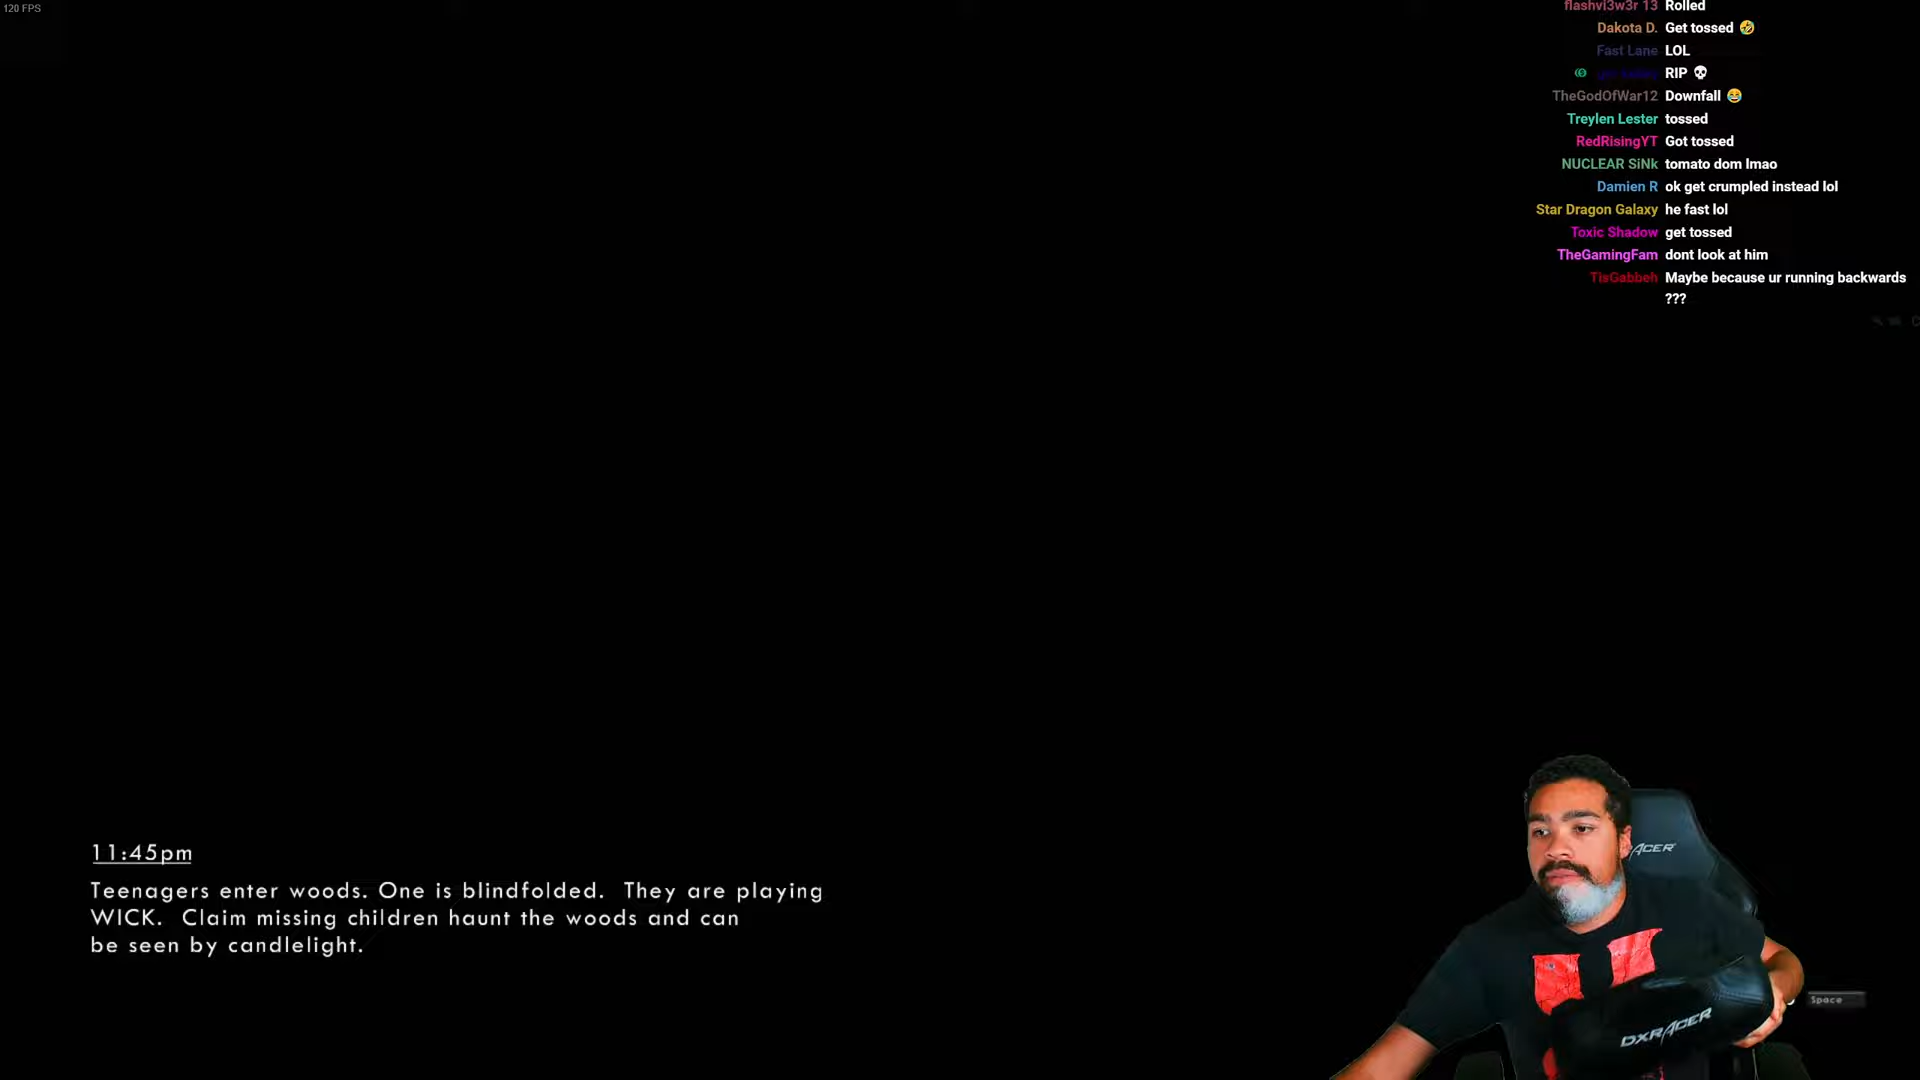 120 FPS
flashvi3w3r 13 Rolled
Dakota D. Get tossed 🤣
Fast Lane LOL
RIP 💀
TheGodOfWar12 Downfall 😂
Treylen Lester tossed
RedRisingYT Got tossed
NUCLEAR SiNk tomato dom lmao
Damien R ok get crumpled instead lol
Star Dragon Galaxy he fast lol
Toxic Shadow get tossed
TheGamingFam dont look at him
TisGabbeh Maybe because ur running backwards
???
11:45pm
Teenagers enter woods. One is blindfolded. They are playing
WICK. Claim missing children haunt the woods and can
be seen by candlelight.
ACER
Space
DXRACER